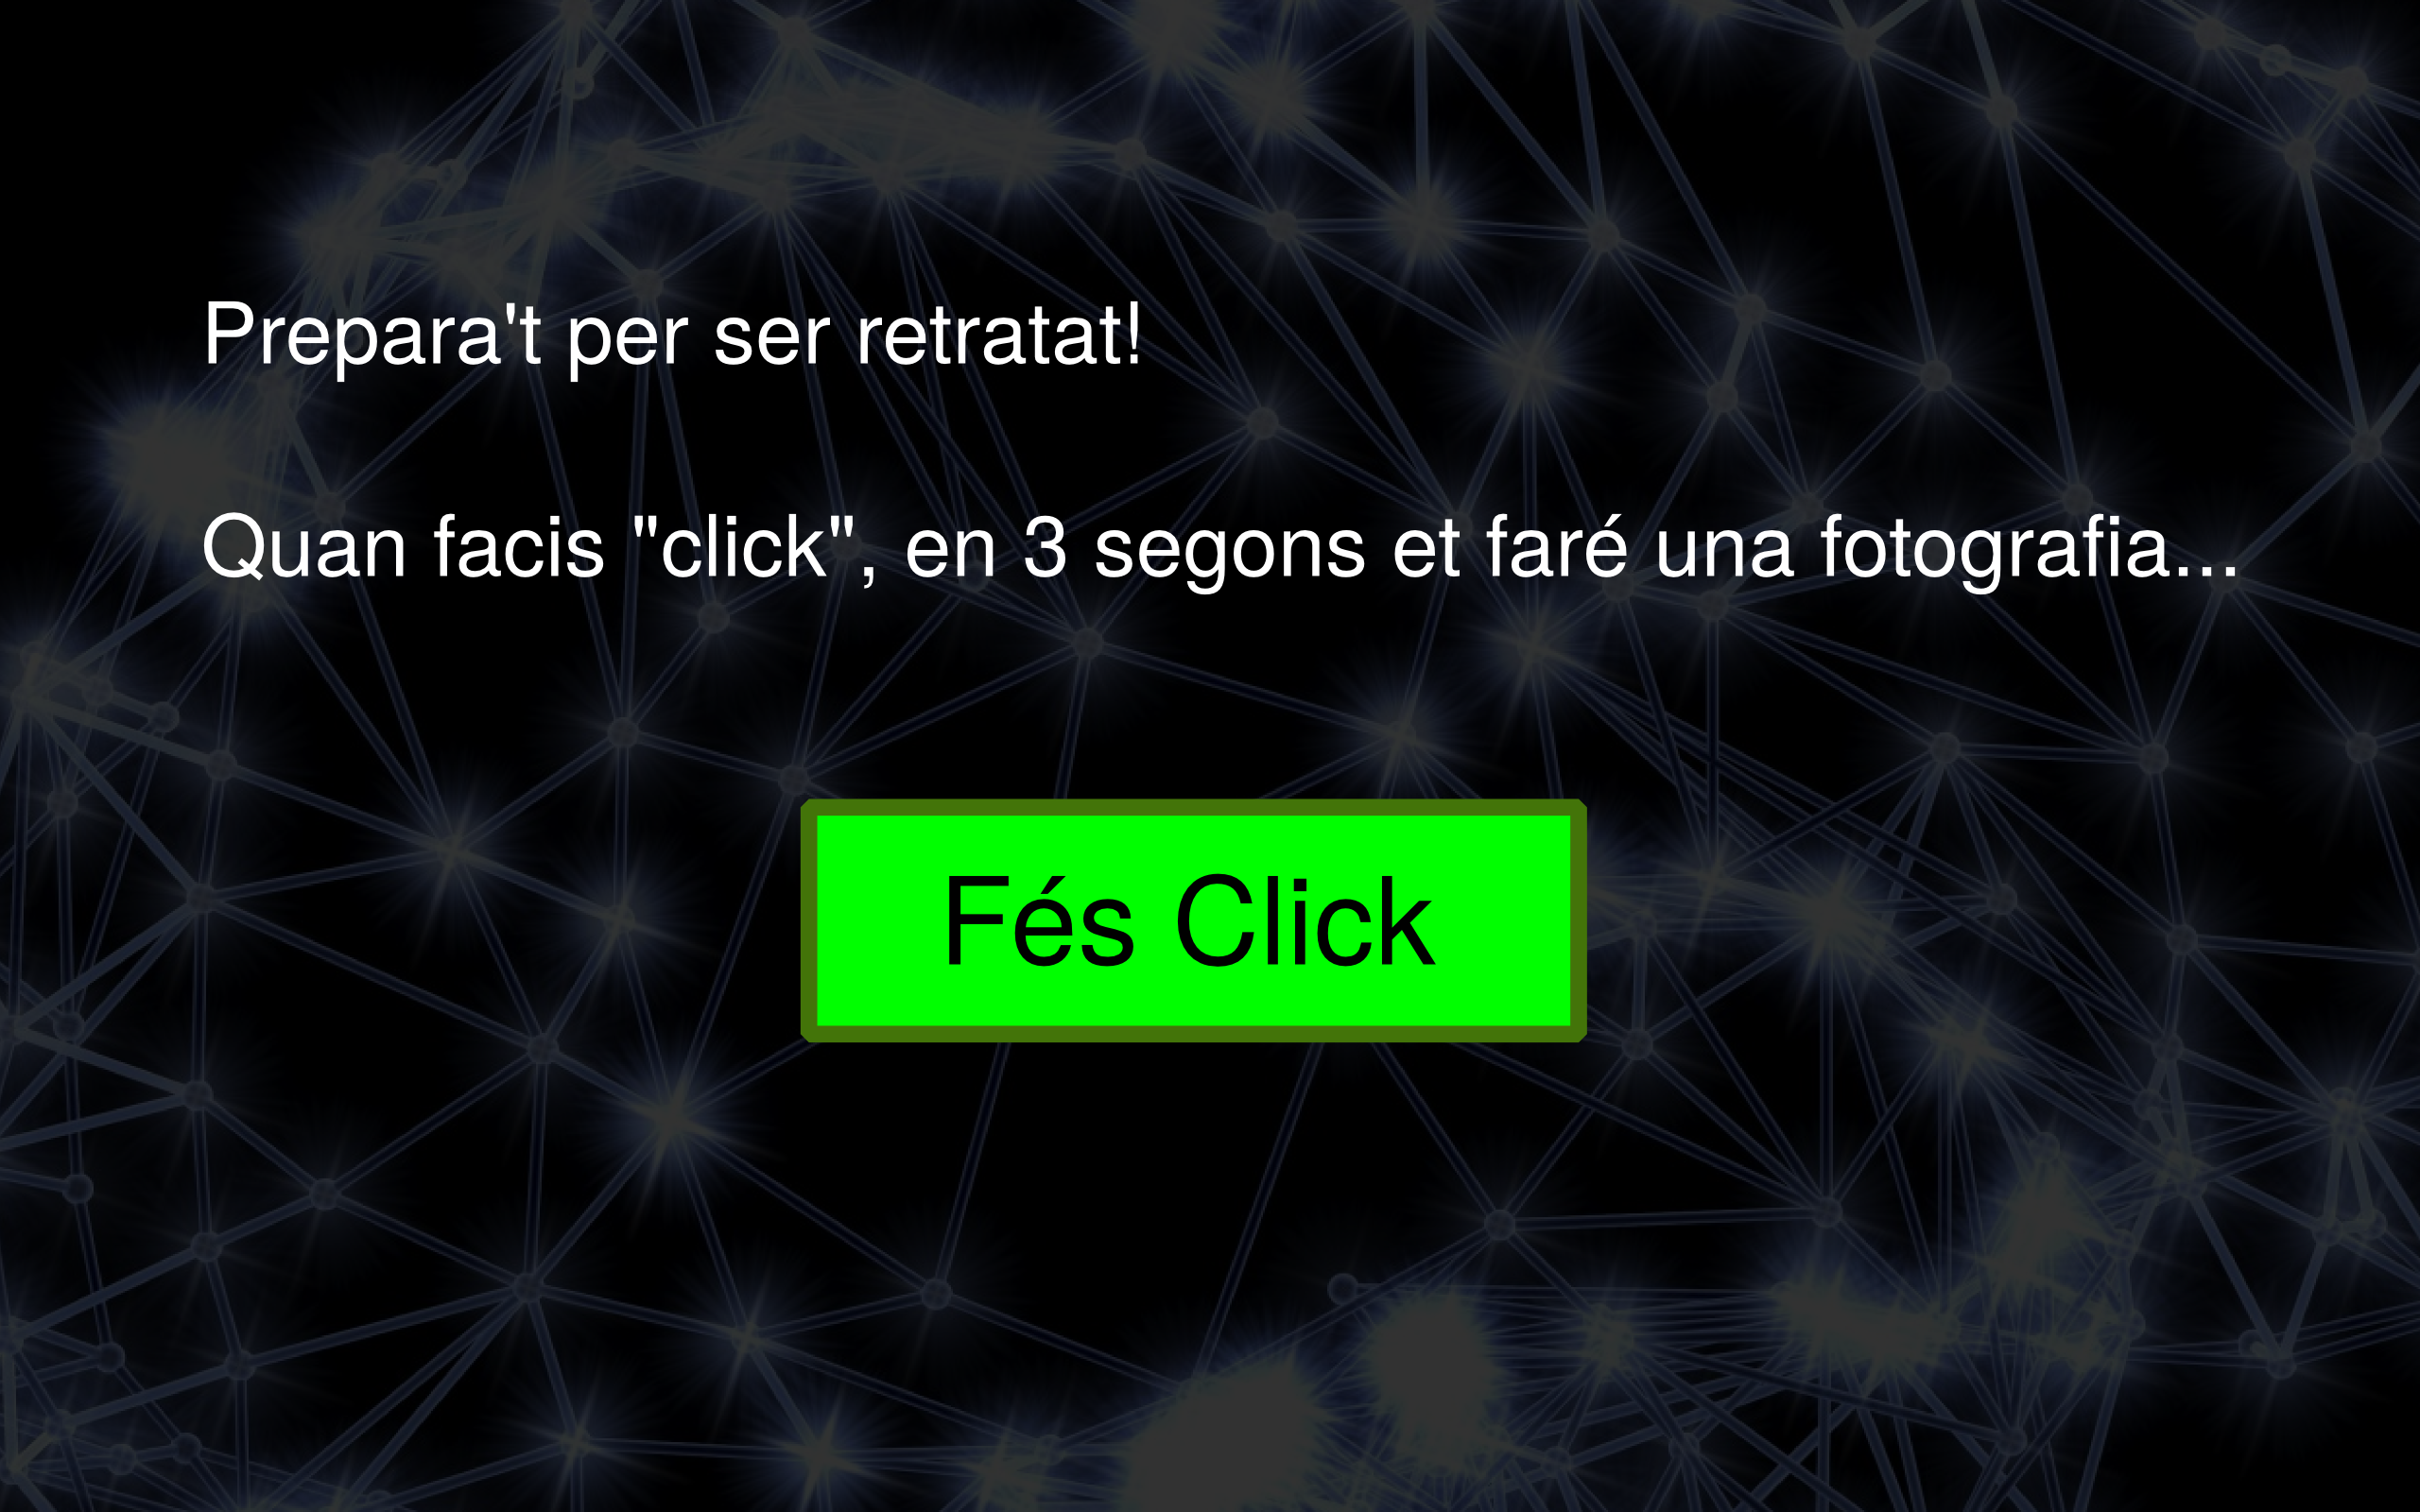 Prepara't per ser retratat!
Quan facis "click", en 3 segons et faré una fotografia...
Fés Click